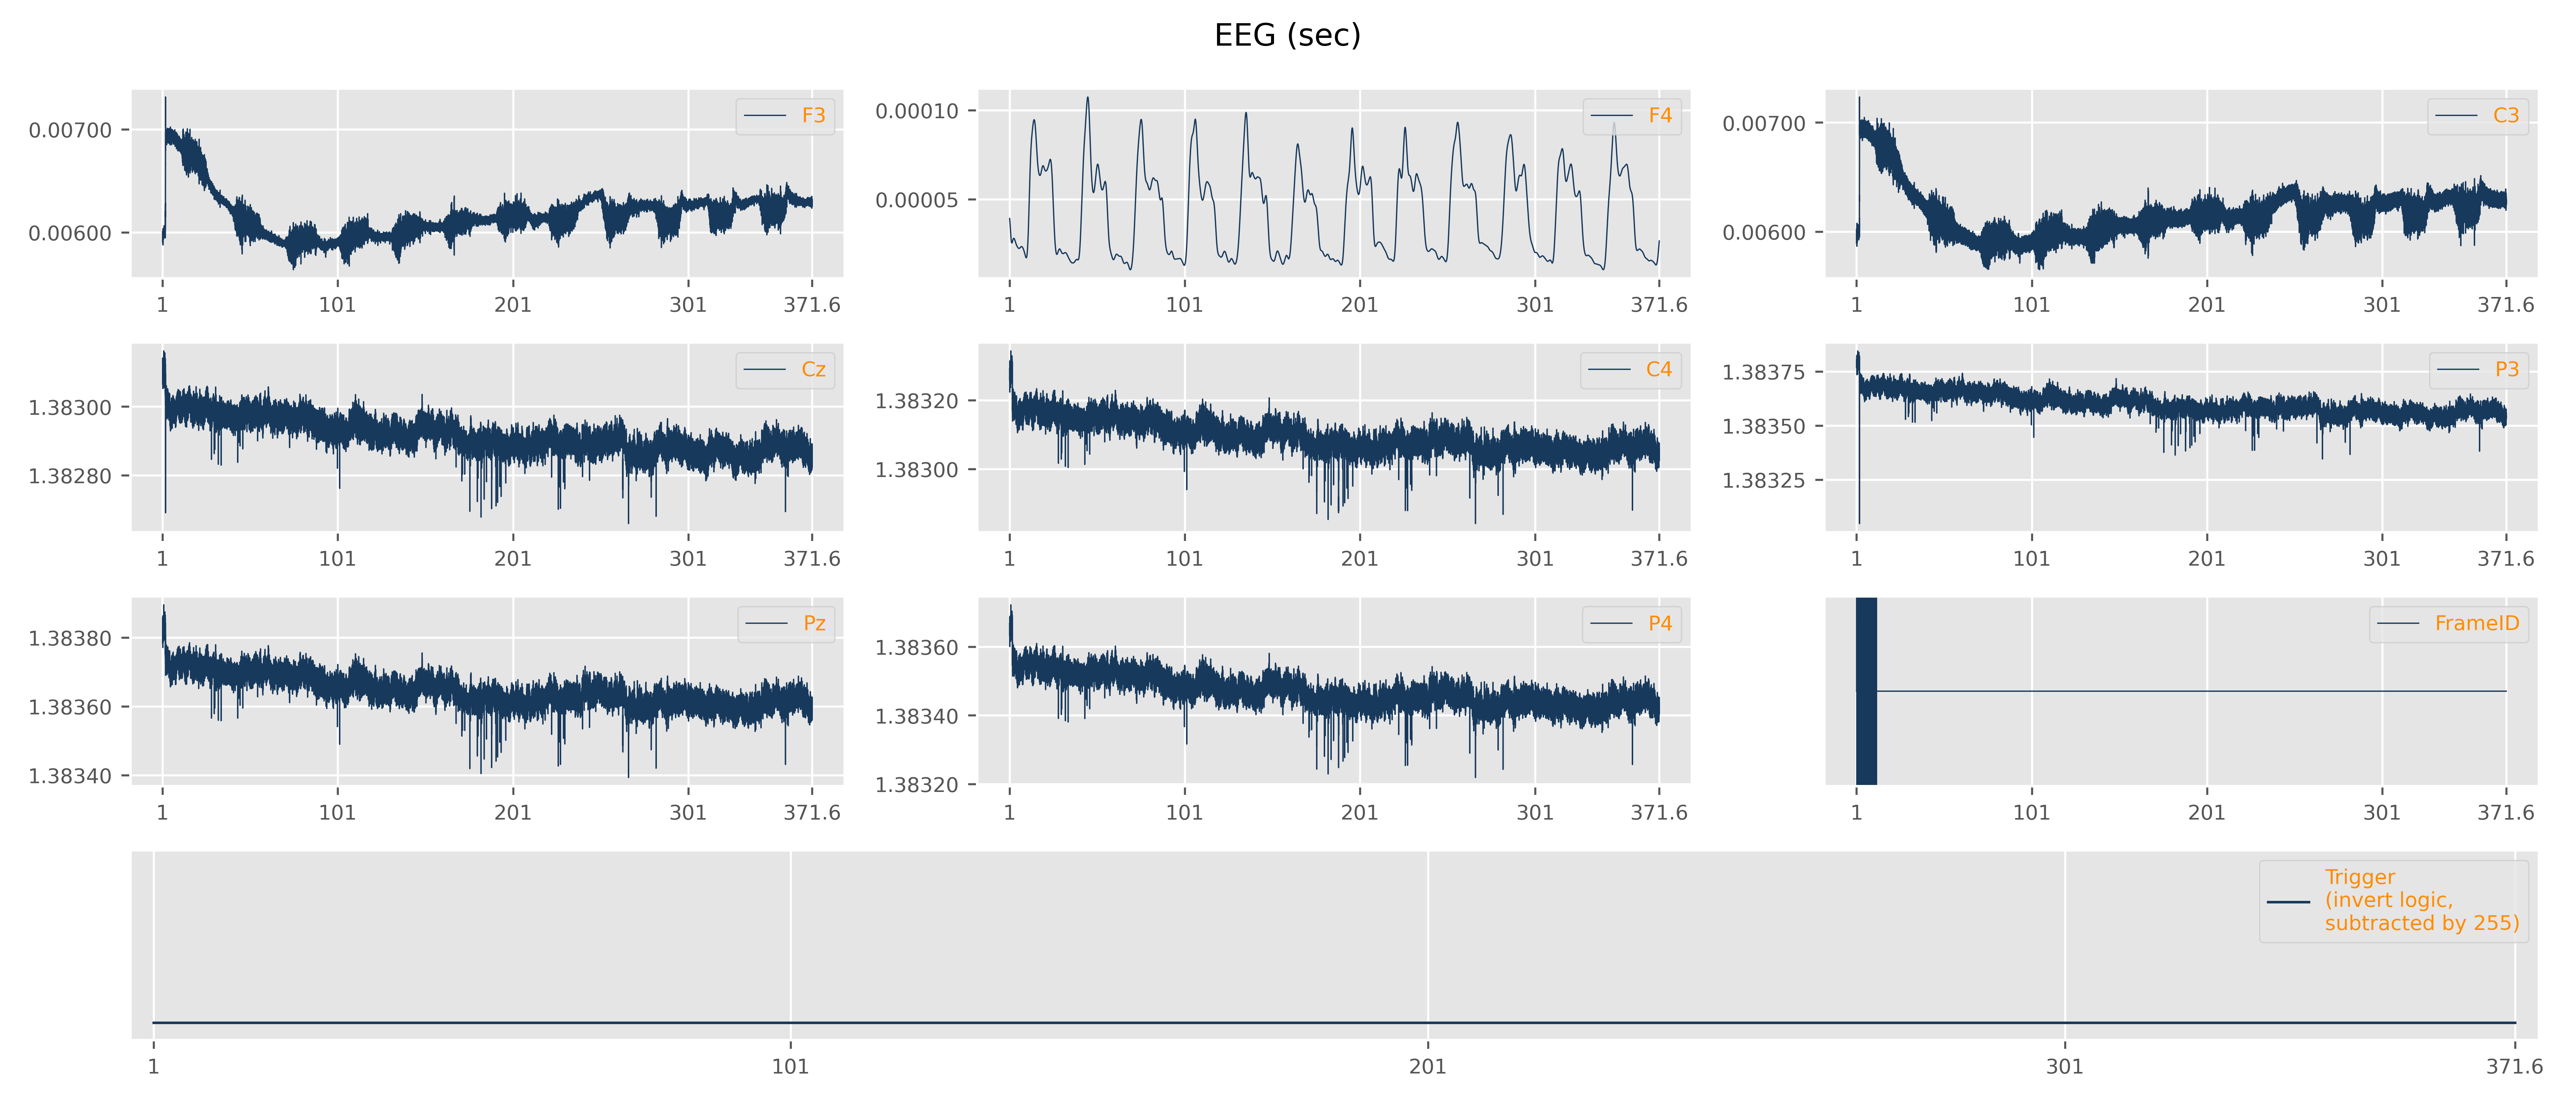 EEG (sec)
F3
0.00700
0.00600
1 101 201 301 371.6
F4
0.00010
0.00005
1 101 201 301 371.6
C3
0.00700
0.00600
1 101 201 301 371.6
Cz
1.38300
1.38280
1 101 201 301 371.6
C4
1.38320
1.38300
1 101 201 301 371.6
P3
1.38375
1.38350
1.38325
1 101 201 301 371.6
Pz
1.38380
1.38360
1.38340
1 101 201 301 371.6
P4
1.38360
1.38340
1.38320
1 101 201 301 371.6
FrameID
1 101 201 301 371.6
Trigger
(invert logic,
subtracted by 255)
1 101 201 301 371.6